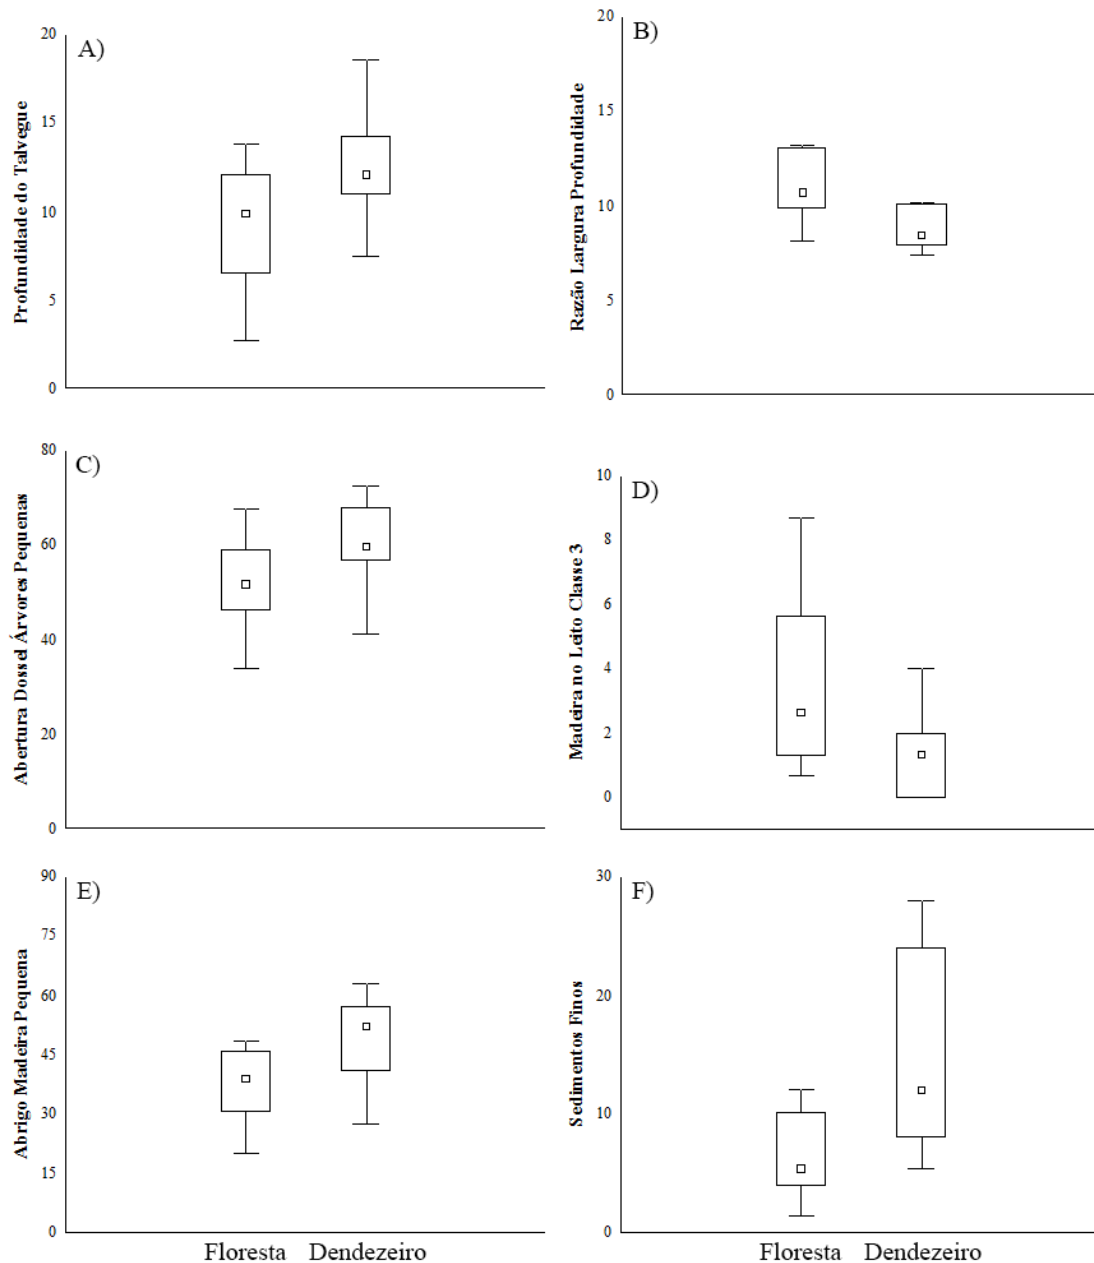 A)
Profundidade do Talvegue
20
15
10
5
0
B)
Razão Largura Profundidade
20
15
10
5
0
C)
Abertura Dossel Árvores Pequenas
80
60
40
20
0
D)
Madeira no Leito Classe 3
10
8
6
4
2
0
E)
Abrigo Madeira Pequena
90
75
60
45
30
15
0
Floresta Dendezeiro
F)
Sedimentos Finos
30
20
10
0
Floresta Dendezeiro